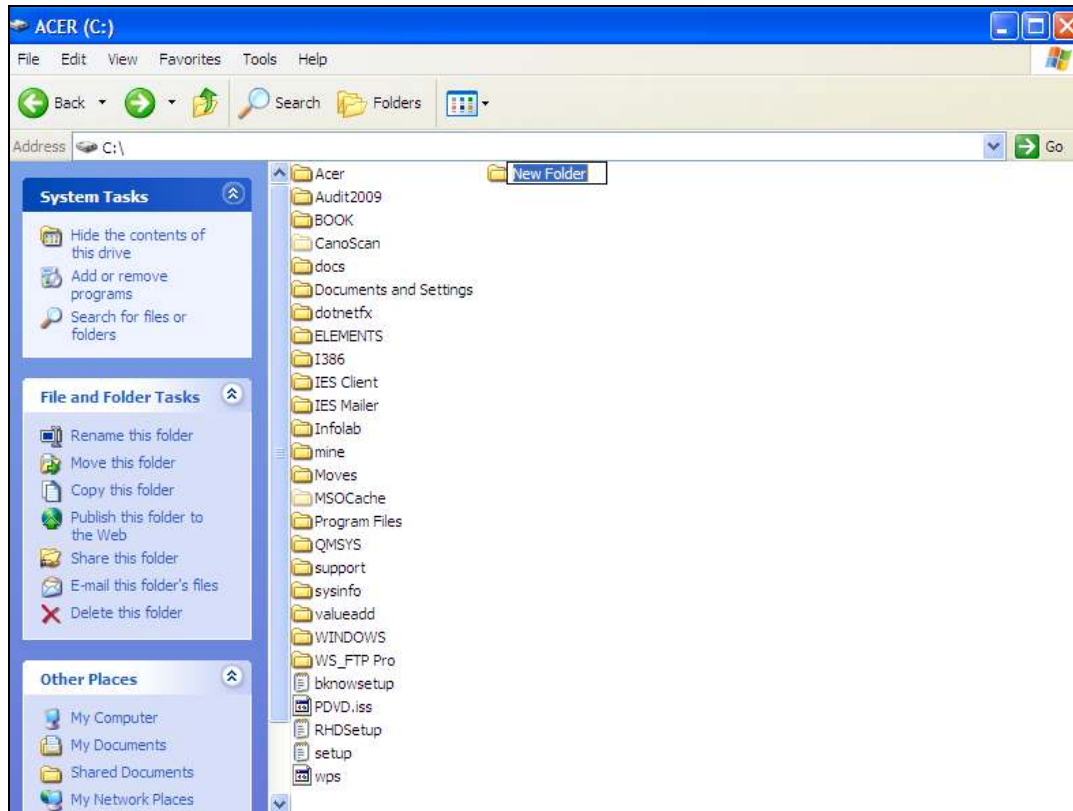 ACER (C:)
File Edit View Favorites Tools Help
Back Search Folders
Address C:\ Go
System Tasks
Hide the contents of
this drive
Add or remove
programs
Search for files or
folders
File and Folder Tasks
Rename this folder
Move this folder
Copy this folder
Publish this folder to
the Web
Share this folder
E-mail this folder's files
Delete this folder
Other Places
My Computer
My Documents
Shared Documents
My Network Places
Acer
Audit2009
BOOK
CanoScan
docs
Documents and Settings
dotnetfx
ELEMENTS
I386
IES Client
IES Mailer
Infolab
mine
Moves
MSOCache
Program Files
QMSYS
support
sysinfo
valueadd
WINDOWS
WS_FTP Pro
bknowsetup
PDVD.iss
RHDSetup
setup
wps
New Folder